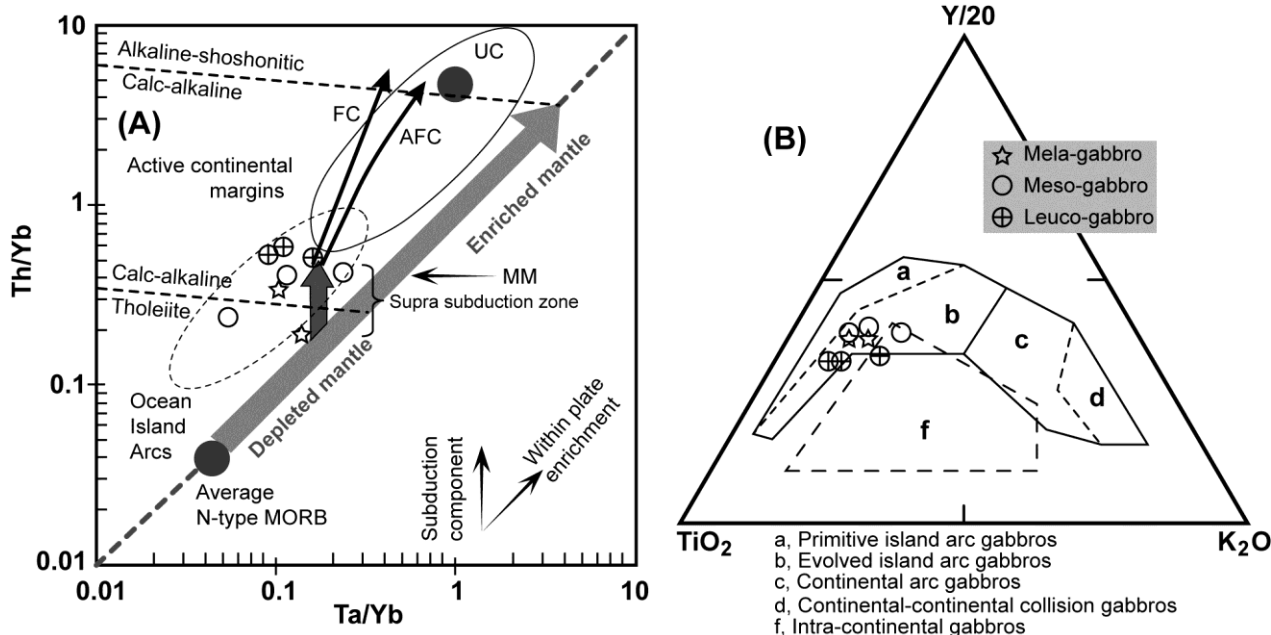 10
Alkaline-shoshonitic
UC
Calc-alkaline
(A)
FC
AFC
Active continental
margins
1
Th/Yb
Enriched mantle
Calc-alkaline
MM
Tholeiite
Supra subduction zone
0.1
Depleted mantle
Ocean
Island
Arcs
Within plate
enrichment
Subduction
component
Average
N-type MORB
0.01
0.01
0.1
1
10
Ta/Yb
Y/20
(B)
Mela-gabbro
Meso-gabbro
Leuco-gabbro
a
b
c
d
f
TiO₂
K₂O
a, Primitive island arc gabbros
b, Evolved island arc gabbros
c, Continental arc gabbros
d, Continental-continental collision gabbros
f, Intra-continental gabbros